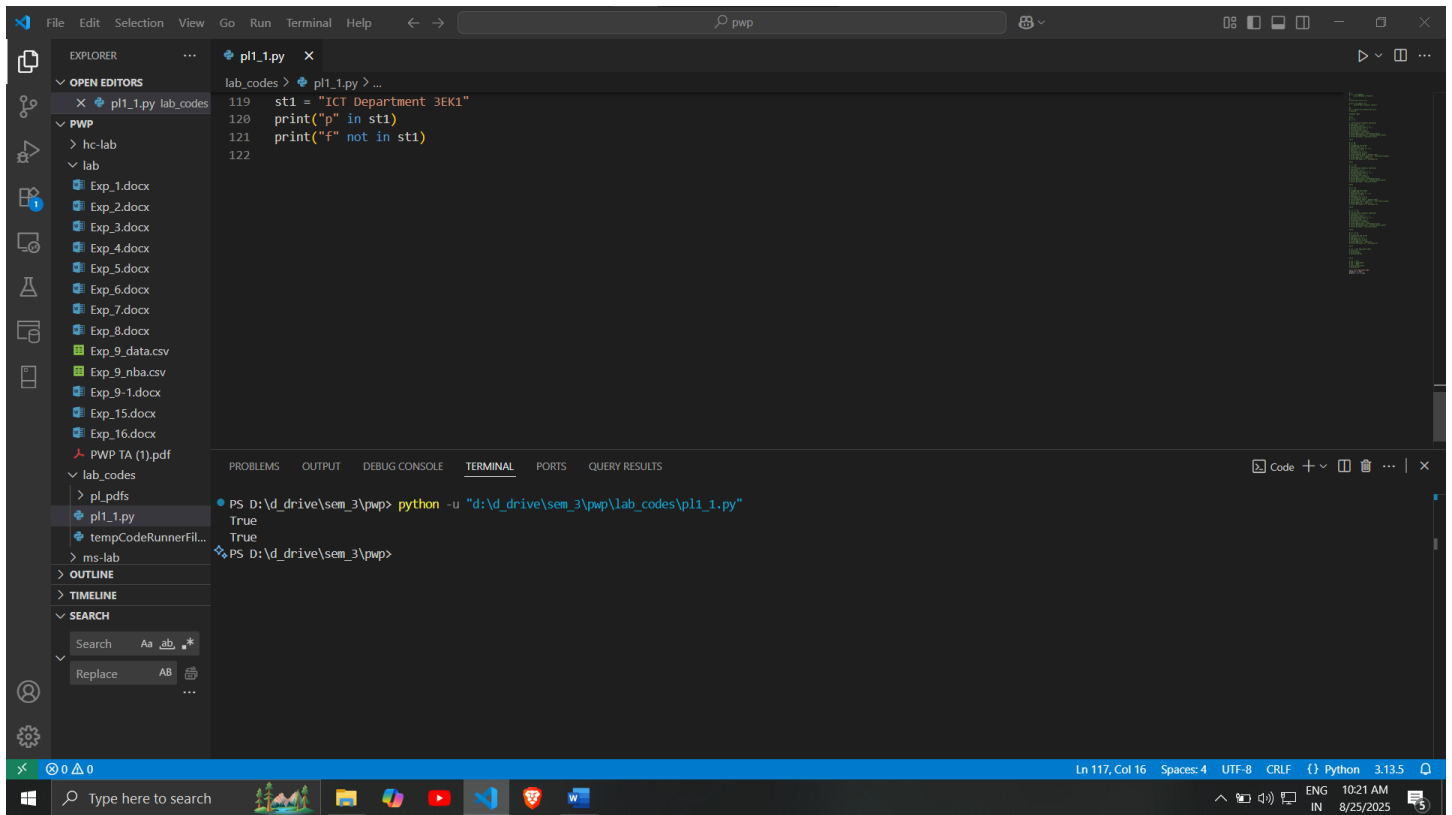 File Edit Selection View Go Run Terminal Help
pwp
EXPLORER
pl1_1.py
OPEN EDITORS
pl1_1.py lab_codes
PWP
hc-lab
lab
Exp_1.docx
Exp_2.docx
Exp_3.docx
Exp_4.docx
Exp_5.docx
Exp_6.docx
Exp_7.docx
Exp_8.docx
Exp_9_data.csv
Exp_9_nba.csv
Exp_9-1.docx
Exp_15.docx
Exp_16.docx
PWP TA (1).pdf
lab_codes
pl_pdfs
pl1_1.py
tempCodeRunnerFil...
ms-lab
OUTLINE
TIMELINE
SEARCH
Search Aa ab
Replace AB
1
lab_codes > pl1_1.py > ...
119 st1 = "ICT Department 3EK1"
120 print("p" in st1)
121 print("f" not in st1)
122
PROBLEMS OUTPUT DEBUG CONSOLE TERMINAL PORTS QUERY RESULTS
Code
PS D:\d_drive\sem_3\pwp> python -u "d:\d_drive\sem_3\pwp\lab_codes\pl1_1.py"
True
True
PS D:\d_drive\sem_3\pwp>
0 0
Ln 117, Col 16 Spaces: 4 UTF-8 CRLF {} Python 3.13.5
Type here to search
ENG
IN
10:21 AM
8/25/2025
5